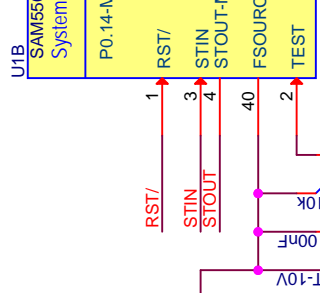 U1B
SAM55
System
P0.14-M
RST/
STIN
STOUT-M
FSOURC
TEST
1
3
4
40
2
RST/
STIN
STOUT
10k
00nF
T-10V